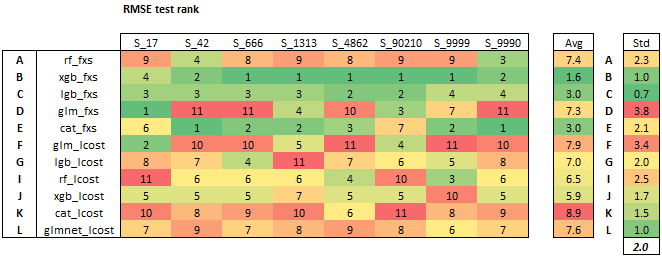 RMSE test rank
S_17 S_42 S_666 S_1313 S_4862 S_90210 S_9999 S_9990 Avg Std
A rf_fxs 9 4 8 9 8 9 9 3 7.4 A 2.3
B xgb_fxs 4 2 1 1 1 1 1 2 1.6 B 1.0
C lgb_fxs 3 3 3 3 2 2 4 4 3.0 C 0.7
D glm_fxs 1 11 11 4 10 3 7 11 7.3 D 3.8
E cat_fxs 6 1 2 2 3 7 2 1 3.0 E 2.1
F glm_lcost 2 10 10 5 11 4 11 10 7.9 F 3.4
G lgb_lcost 8 7 4 11 7 6 5 8 7.0 G 2.0
I rf_lcost 11 6 6 6 4 10 3 6 6.5 I 2.5
J xgb_lcost 5 5 5 7 5 5 10 5 5.9 J 1.7
K cat_lcost 10 8 9 10 6 11 8 9 8.9 K 1.5
L glmnet_lcost 7 9 7 8 9 8 6 7 7.6 L 1.0
2.0